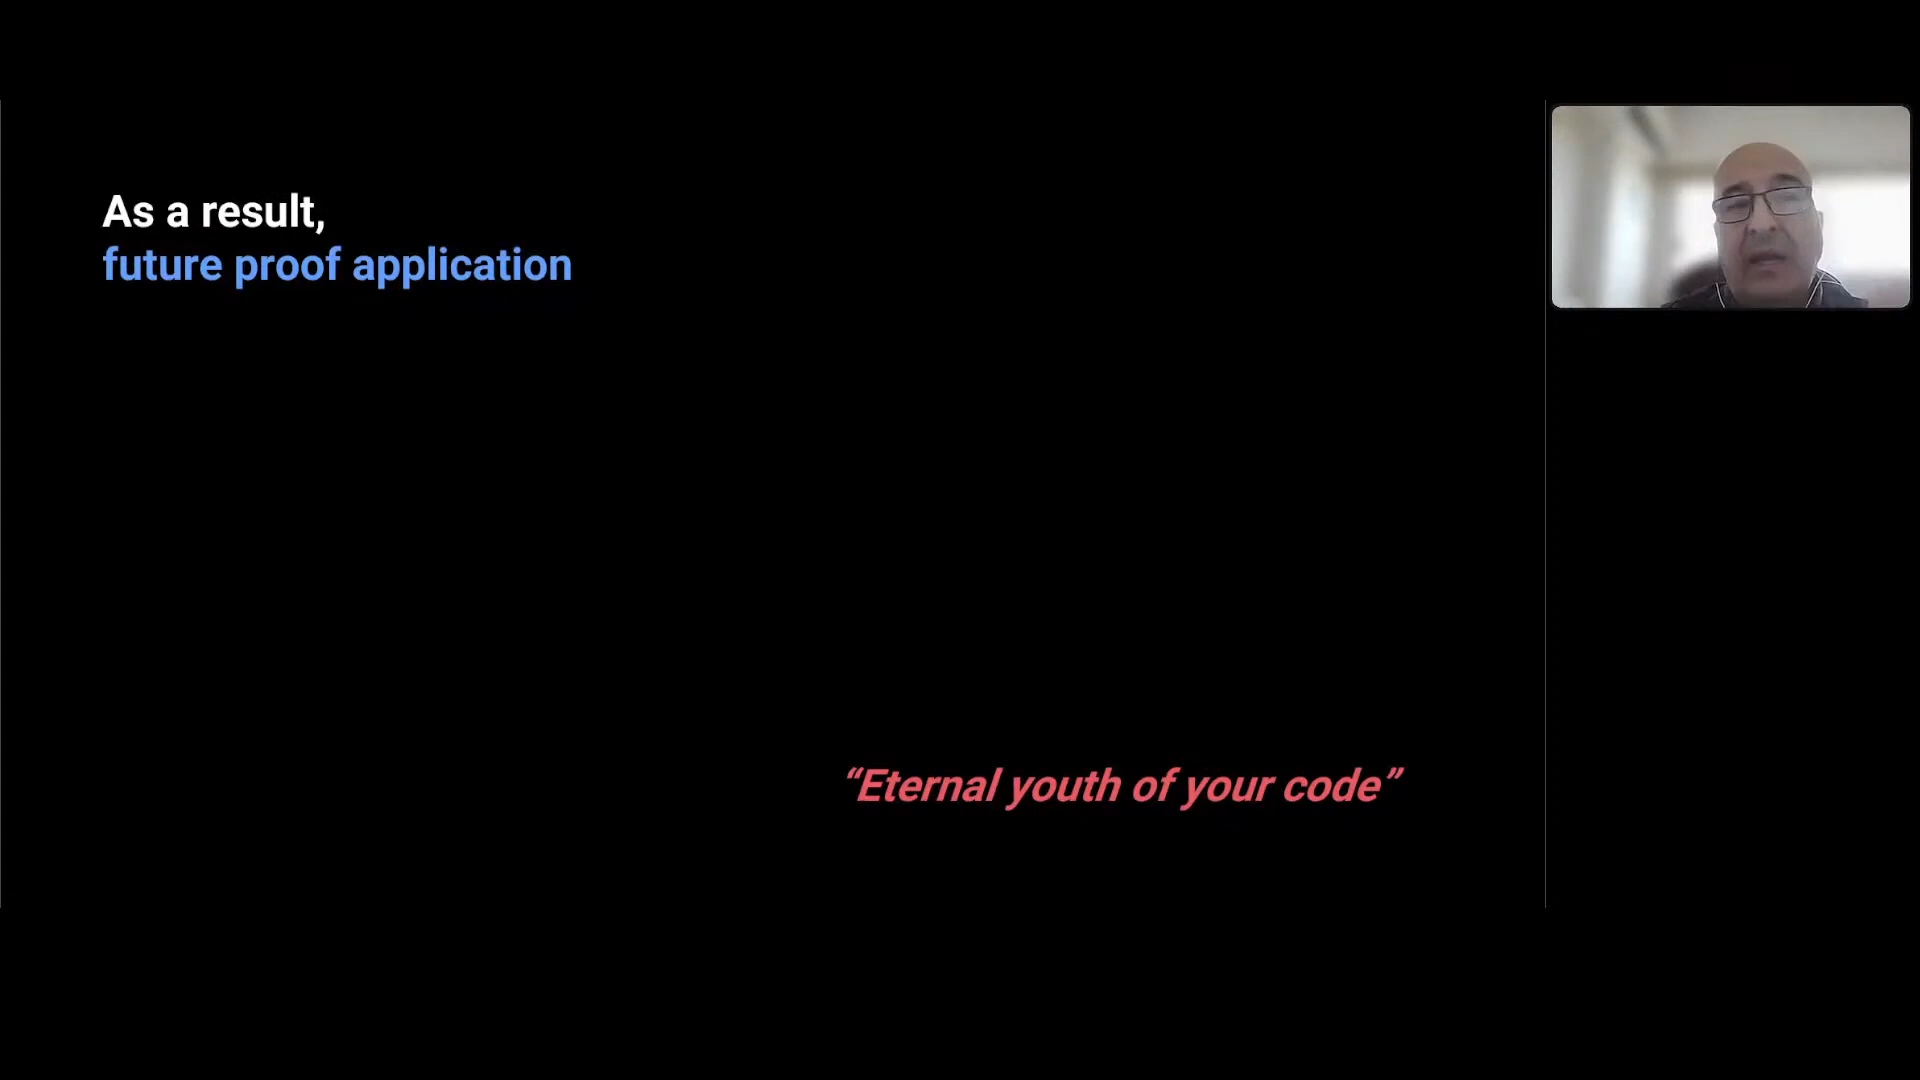 As a result,
future proof application
“Eternal youth of your code”